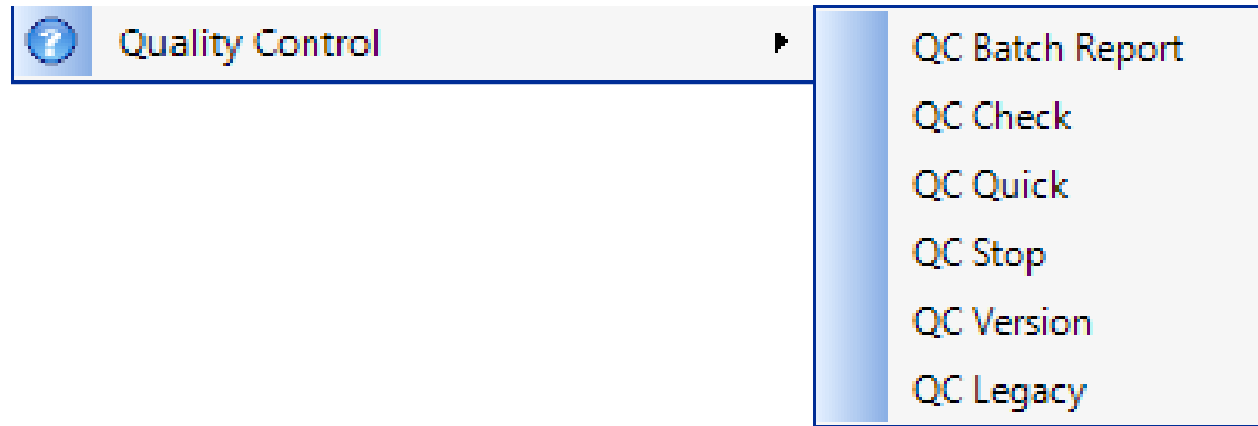 Quality Control
QC Batch Report
QC Check
QC Quick
QC Stop
QC Version
QC Legacy